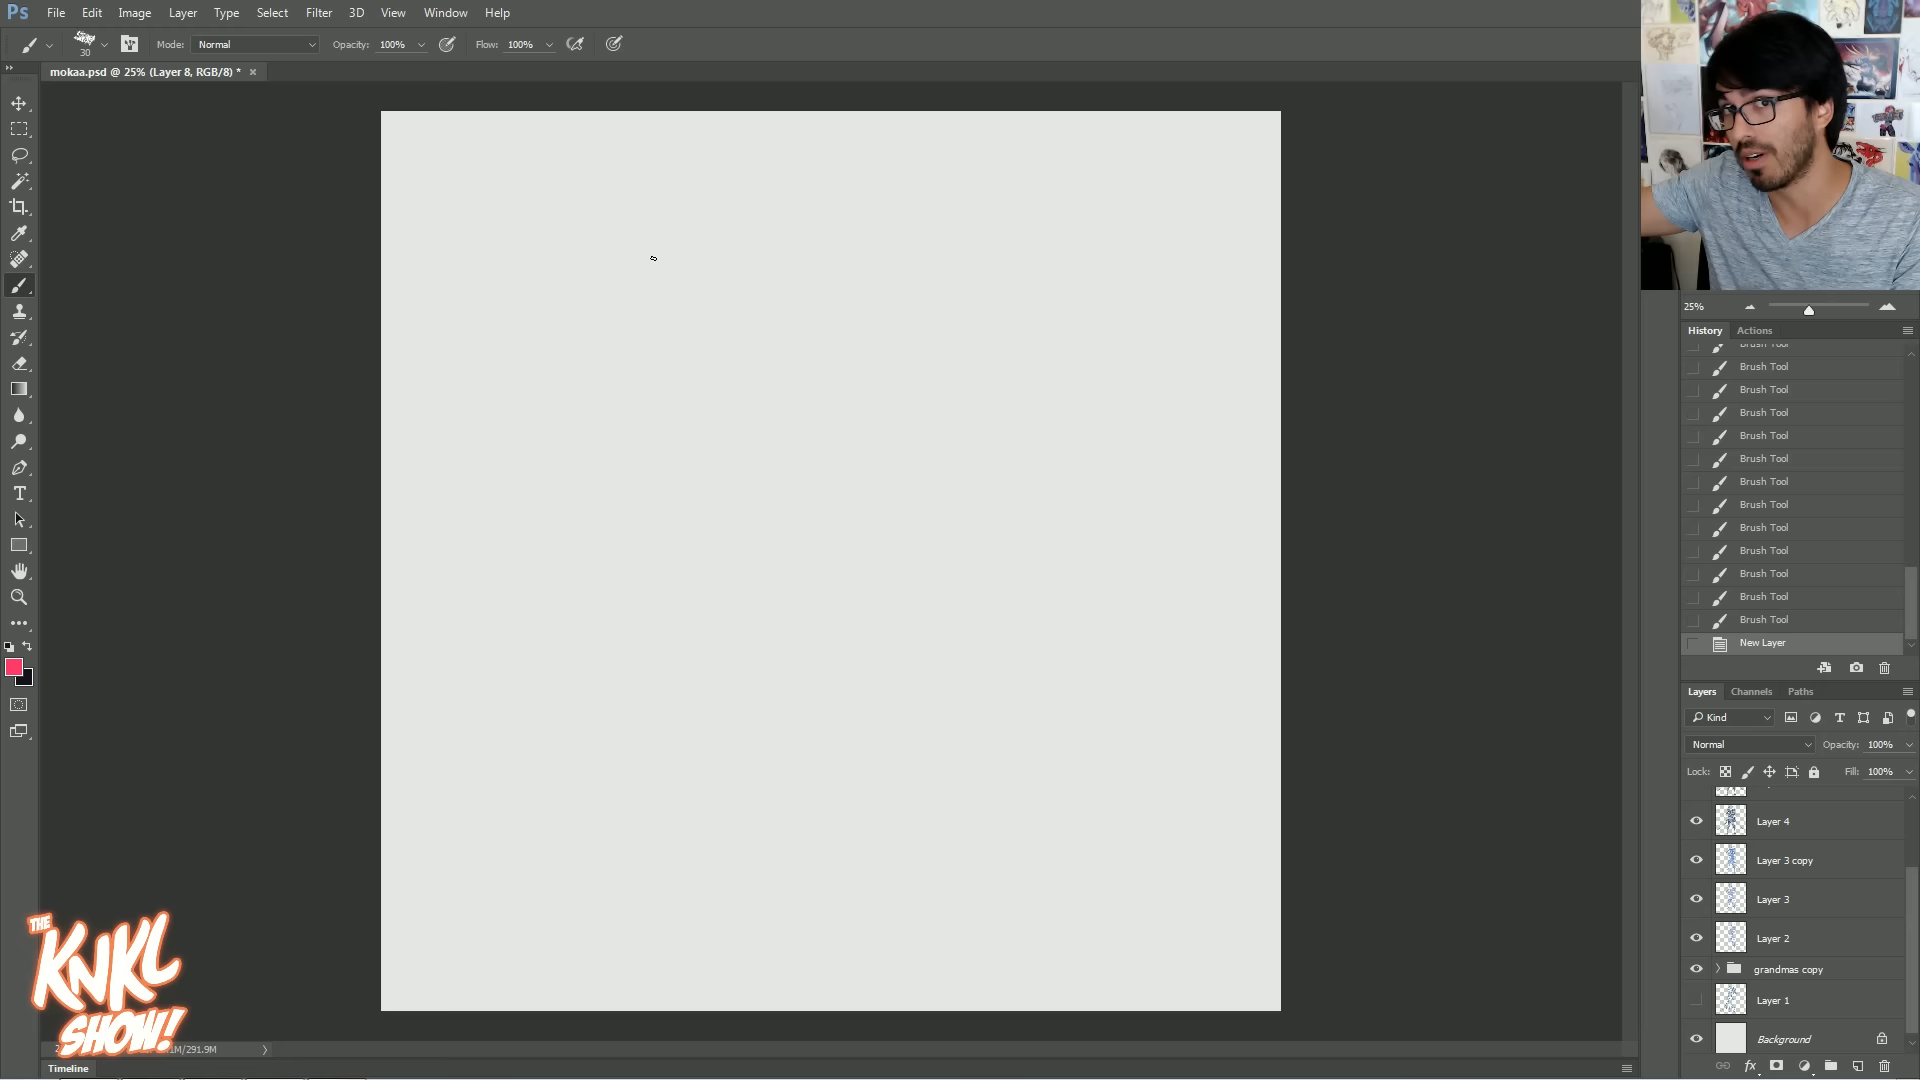 Ps File Edit Image Layer Type Select Filter 3D View Window Help
30 Mode: Normal Opacity: 100% Flow: 100%
mokaa.psd @ 25% (Layer 8, RGB/8) *
25%
History Actions
Brush Tool
Brush Tool
Brush Tool
Brush Tool
Brush Tool
Brush Tool
Brush Tool
Brush Tool
Brush Tool
Brush Tool
Brush Tool
Brush Tool
Brush Tool
New Layer
Layers Channels Paths
Kind
Normal Opacity: 100%
Lock: Fill: 100%
Layer 4
Layer 3 copy
Layer 3
Layer 2
grandmas copy
Layer 1
Background
THE
KNKL
SHOW!
M/291.9M
Timeline